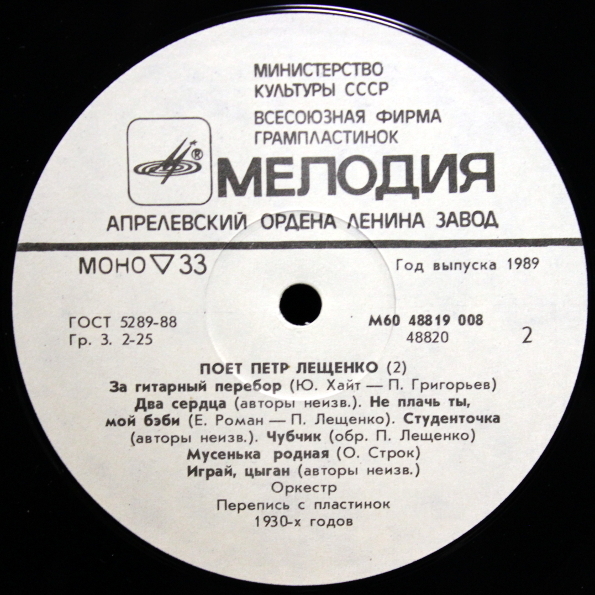 МИНИСТЕРСТВО
КУЛЬТУРЫ СССР
ВСЕСОЮЗНАЯ ФИРМА
ГРАМПЛАСТИНОК
® МЕЛОДИЯ
АПРЕЛЕВСКИЙ ОРДЕНА ЛЕНИНА ЗАВОД
МОНО ▽ 33 Год выпуска 1989
ГОСТ 5289-88 М60 48819 008
Гр. 3. 2-25 48820 2
ПОЕТ ПЕТР ЛЕЩЕНКО (2)
За гитарный перебор (Ю. Хайт — П. Григорьев)
Два сердца (авторы неизв.). Не плачь ты,
мой бэби (Е. Роман — П. Лещенко). Студенточка
(авторы неизв.). Чубчик (обр. П. Лещенко)
Мусенька родная (О. Строк)
Играй, цыган (авторы неизв.)
Оркестр
Перепись с пластинок
1930-х годов